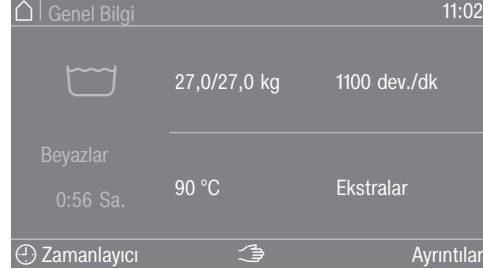 Genel Bilgi 11:02
27,0/27,0 kg 1100 dev./dk
Beyazlar
0:56 Sa.
90 °C Ekstralar
Zamanlayıcı Ayrıntılar